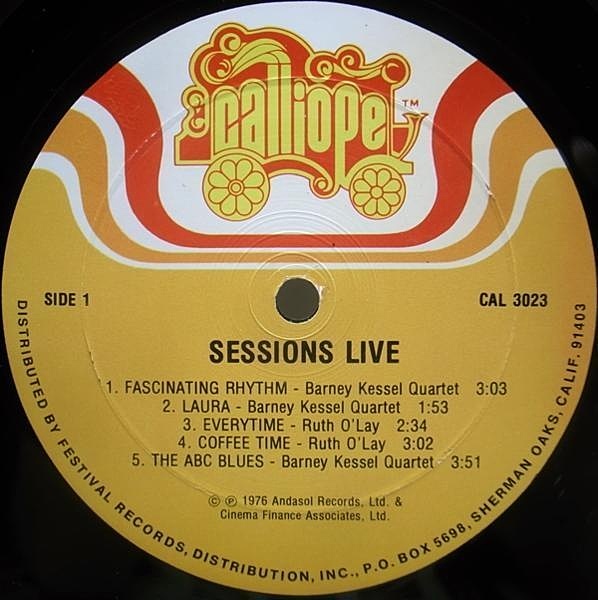 calliope ™
SIDE 1
CAL 3023
SESSIONS LIVE
1. FASCINATING RHYTHM - Barney Kessel Quartet 3:03
2. LAURA - Barney Kessel Quartet 1:53
3. EVERYTIME - Ruth O'Lay 2:34
4. COFFEE TIME - Ruth O'Lay 3:02
5. THE ABC BLUES - Barney Kessel Quartet 3:51
© ℗ 1976 Andasol Records, Ltd. &
Cinema Finance Associates, Ltd.
DISTRIBUTED BY FESTIVAL RECORDS, DISTRIBUTION, INC., P.O. BOX 5698, SHERMAN OAKS, CALIF. 91403